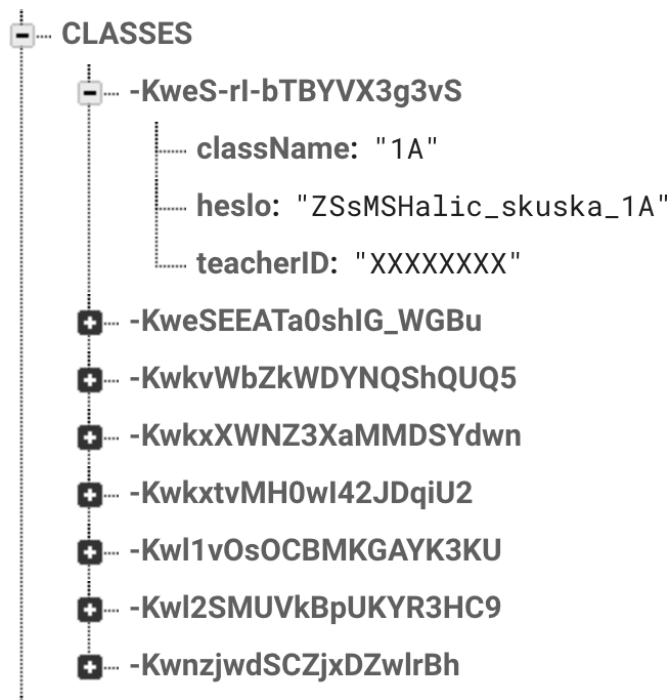 CLASSES
-KweS-rI-bTBYVX3g3vS
className: "1A"
heslo: "ZSsMSHalic_skuska_1A"
teacherID: "XXXXXXXX"
-KweSEEATa0shIG_WGBu
-KwkvWbZkWDYNQShQUQ5
-KwkxXWNZ3XaMMDSYdwn
-KwkxtvMH0wI42JDqiU2
-Kwl1vOsOCBMKGAYK3KU
-Kwl2SMUVkBpUKYR3HC9
-KwnzjwdSCZjxDZwlrBh